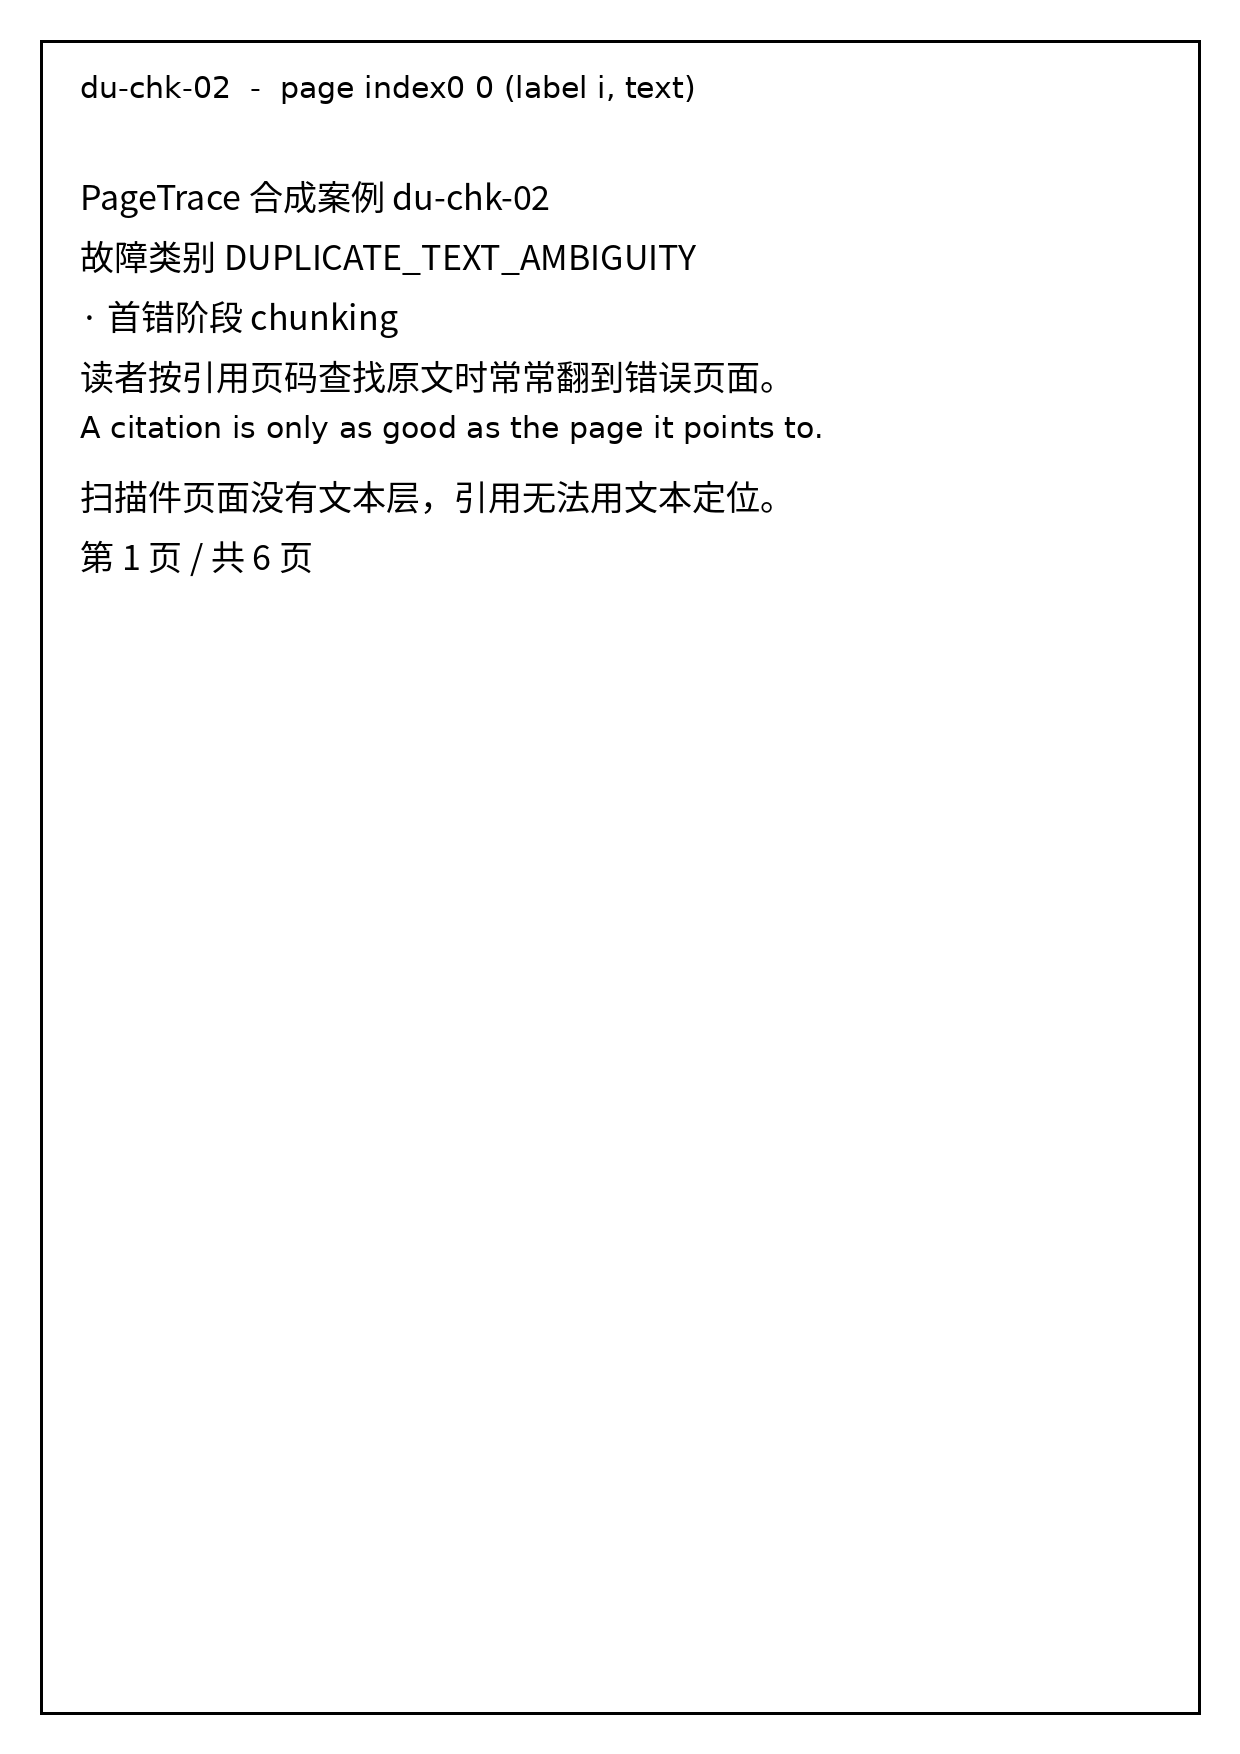 du-chk-02  -  page index0 0 (label i, text)
PageTrace 合成案例 du-chk-02
故障类别 DUPLICATE_TEXT_AMBIGUITY
· 首错阶段 chunking
读者按引用页码查找原文时常常翻到错误页面。
A citation is only as good as the page it points to.
扫描件页面没有文本层，引用无法用文本定位。
第 1 页 / 共 6 页